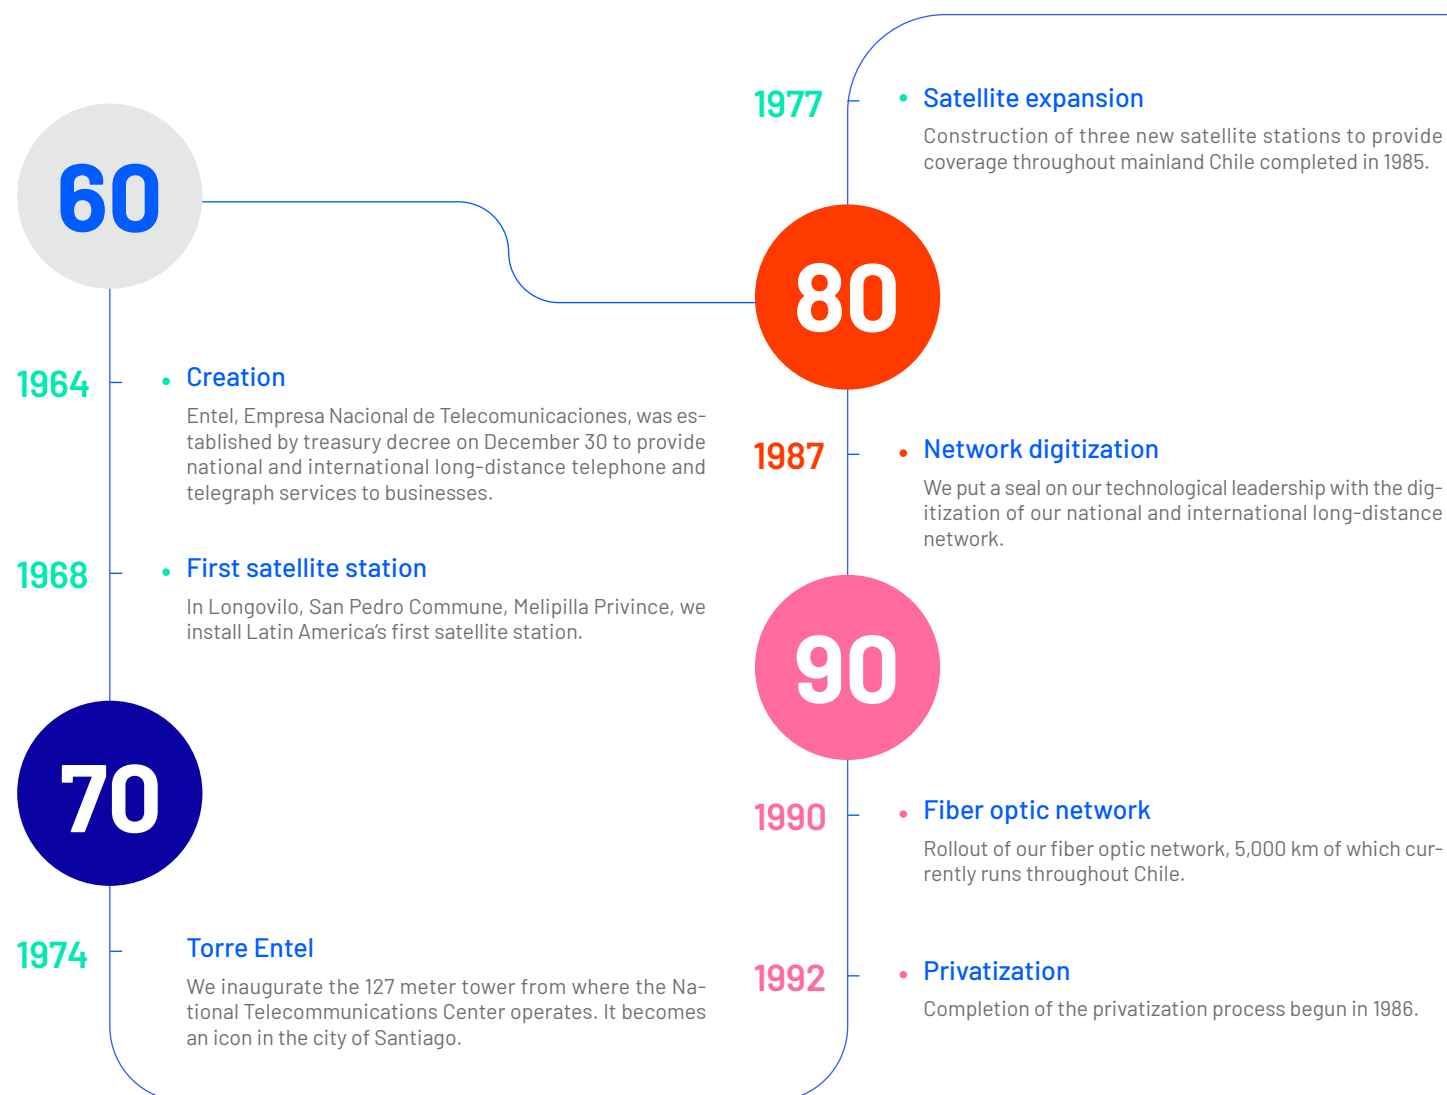 60
1964
Creation
Entel, Empresa Nacional de Telecomunicaciones, was es-
tablished by treasury decree on December 30 to provide
national and international long-distance telephone and
telegraph services to businesses.
1968
First satellite station
In Longovilo, San Pedro Commune, Melipilla Privince, we
install Latin America's first satellite station.
70
1974
Torre Entel
We inaugurate the 127 meter tower from where the Na-
tional Telecommunications Center operates. It becomes
an icon in the city of Santiago.
1977
Satellite expansion
Construction of three new satellite stations to provide
coverage throughout mainland Chile completed in 1985.
80
1987
Network digitization
We put a seal on our technological leadership with the dig-
itization of our national and international long-distance
network.
90
1990
Fiber optic network
Rollout of our fiber optic network, 5,000 km of which cur-
rently runs throughout Chile.
1992
Privatization
Completion of the privatization process begun in 1986.